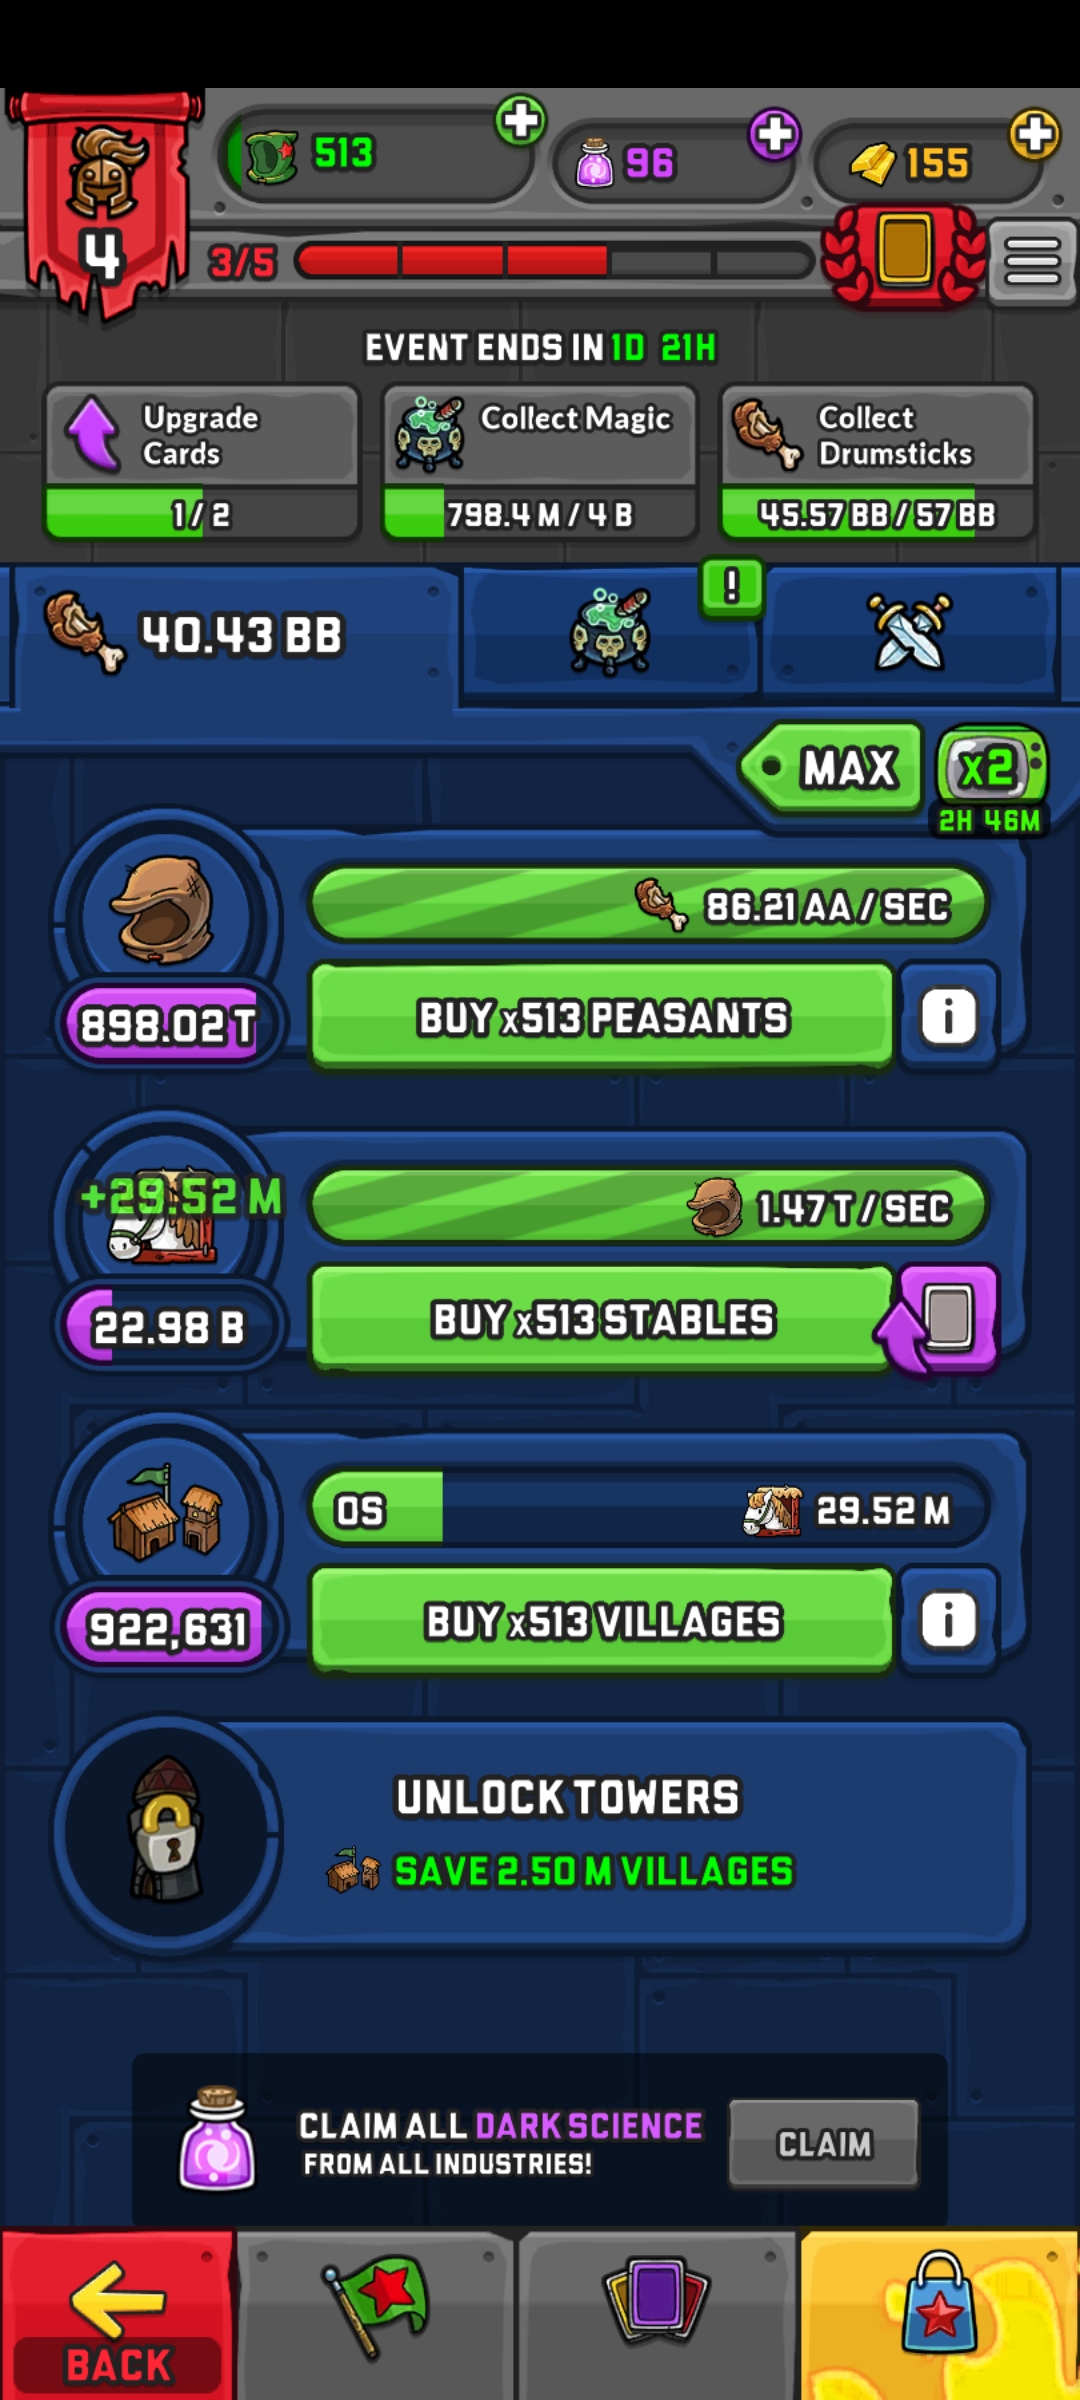 513
96
155
4
3/5
EVENT ENDS IN 1D 21H
Upgrade
Cards
1/2
Collect Magic
798.4 M / 4 B
Collect
Drumsticks
45.57 BB / 57 BB
40.43 BB
!
MAX
x2
2H 46M
86.21 AA / SEC
898.02 T
BUY x513 PEASANTS
i
+29.52 M
1.47 T / SEC
22.98 B
BUY x513 STABLES
0S
29.52 M
922,631
BUY x513 VILLAGES
i
UNLOCK TOWERS
SAVE 2.50 M VILLAGES
CLAIM ALL DARK SCIENCE
FROM ALL INDUSTRIES!
CLAIM
BACK